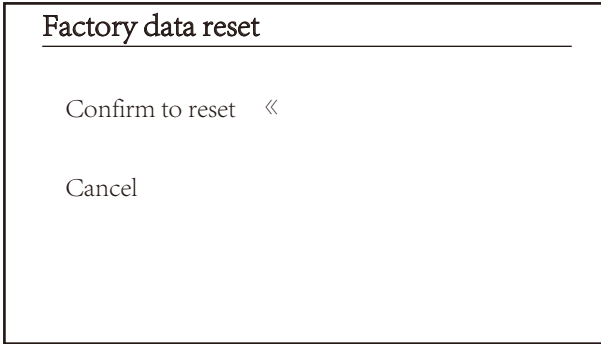 Factory data reset
Confirm to reset «
Cancel